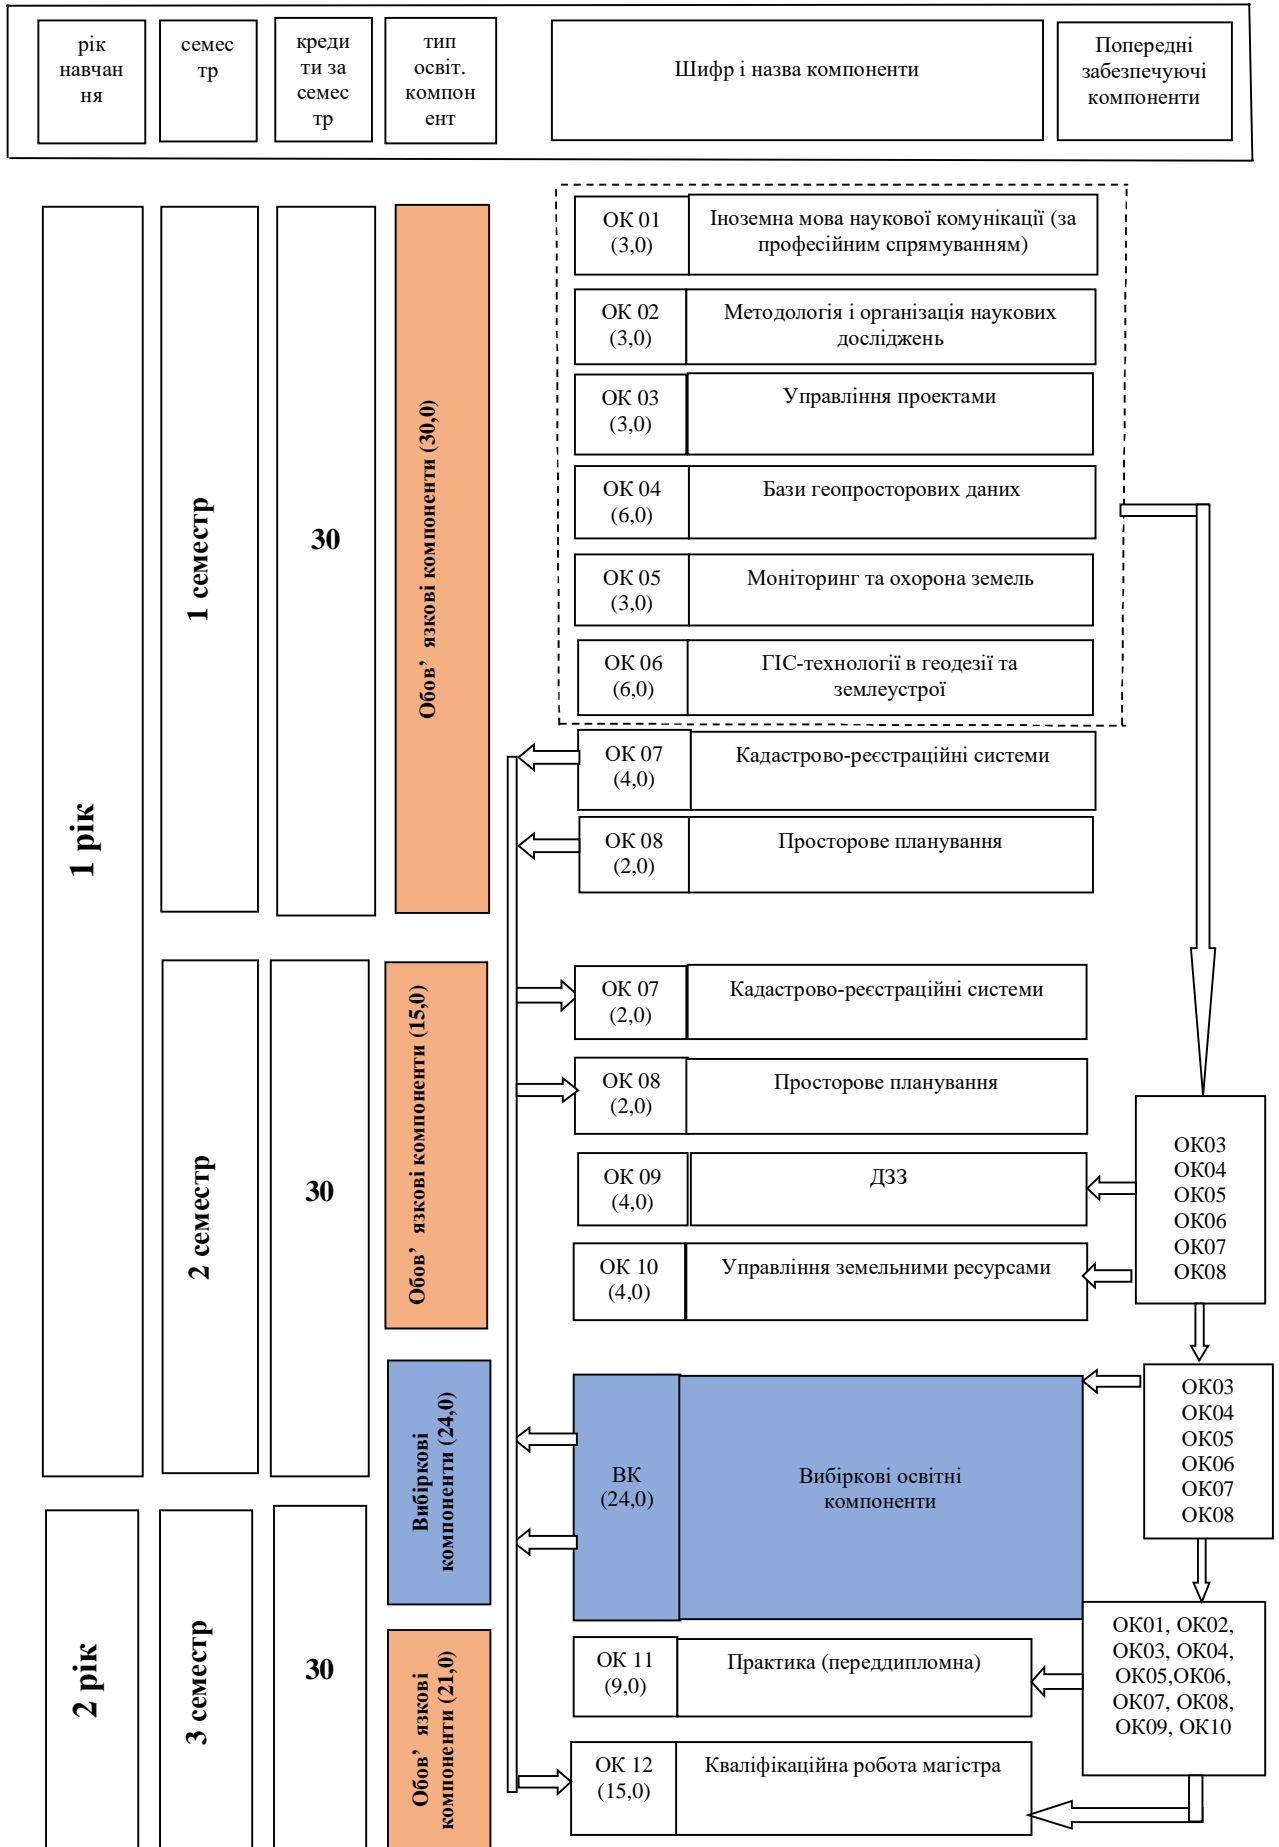 рік
навчан
ня
семес
тр
креди
ти за
семес
тр
тип
освіт.
компон
ент
Шифр і назва компоненти
Попередні
забезпечуючі
компоненти
1 рік
1 семестр
30
Обов’ язкові компоненти (30,0)
ОК 01
(3,0)
Іноземна мова наукової комунікації (за
професійним спрямуванням)
ОК 02
(3,0)
Методологія і організація наукових
досліджень
ОК 03
(3,0)
Управління проектами
ОК 04
(6,0)
Бази геопросторових даних
ОК 05
(3,0)
Моніторинг та охорона земель
ОК 06
(6,0)
ГІС-технології в геодезії та
землеустрої
ОК 07
(4,0)
Кадастрово-реєстраційні системи
ОК 08
(2,0)
Просторове планування
2 семестр
30
Обов’ язкові компоненти (15,0)
ОК 07
(2,0)
Кадастрово-реєстраційні системи
ОК 08
(2,0)
Просторове планування
ОК 09
(4,0)
ДЗЗ
ОК 10
(4,0)
Управління земельними ресурсами
ОК03
ОК04
ОК05
ОК06
ОК07
ОК08
Вибіркові
компоненти (24,0)
ВК
(24,0)
Вибіркові освітні
компоненти
ОК03
ОК04
ОК05
ОК06
ОК07
ОК08
2 рік
3 семестр
30
Обов’ язкові
компоненти (21,0)
ОК 11
(9,0)
Практика (переддипломна)
ОК 12
(15,0)
Кваліфікаційна робота магістра
ОК01, ОК02,
ОК03, ОК04,
ОК05,ОК06,
ОК07, ОК08,
ОК09, ОК10